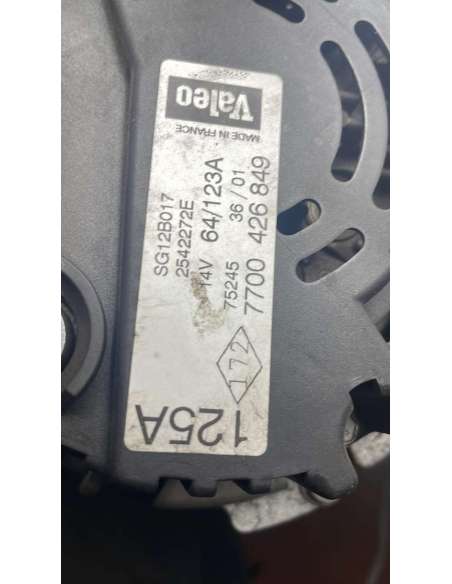 Valeo
MADE IN FRANCE
SG12B017
2542272E
14V 64/123A
75245 36/01
7700 426 849
172
125A